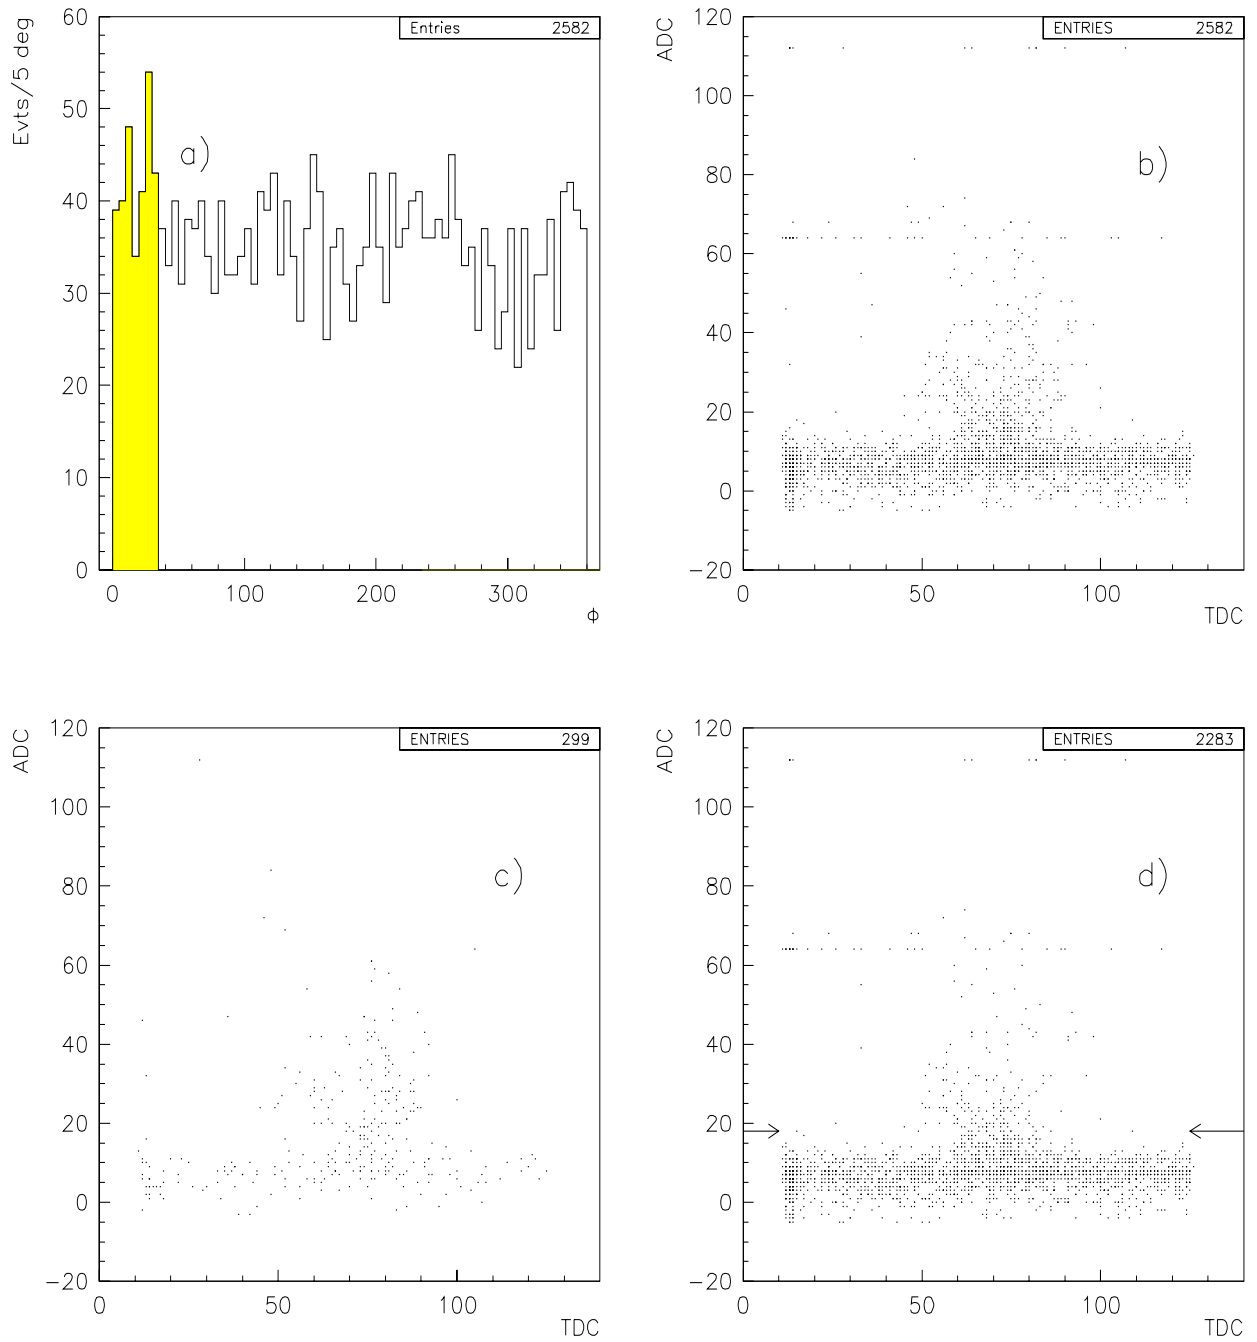 Evts/5 deg
Entries 2582
a)
60
50
40
30
20
10
0
0 100 200 300
ϕ
ADC
ENTRIES 2582
b)
120
100
80
60
40
20
0
−20
0 50 100
TDC
ADC
ENTRIES 299
c)
120
100
80
60
40
20
0
−20
0 50 100
TDC
ADC
ENTRIES 2283
d)
120
100
80
60
40
20
0
−20
0 50 100
TDC